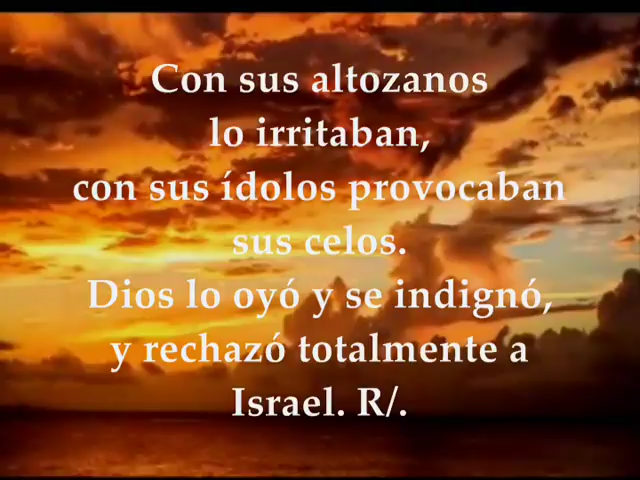 Con sus altozanos
lo irritaban,
con sus ídolos provocaban
sus celos.
Dios lo oyó y se indignó,
y rechazó totalmente a
Israel. R/.